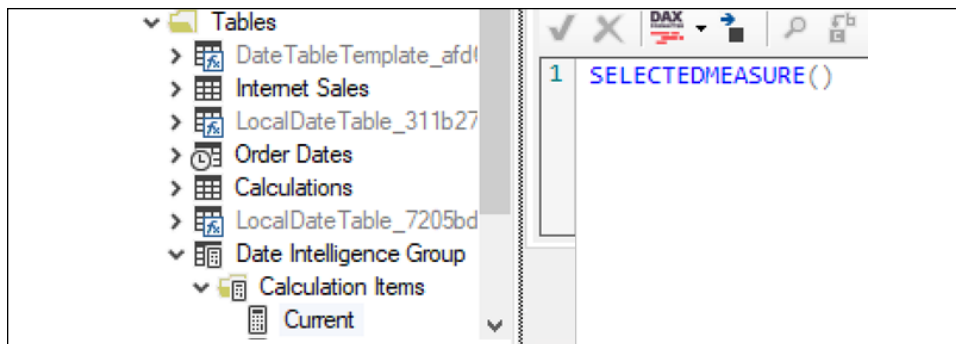 Tables
DateTableTemplate_afd
Internet Sales
LocalDateTable_311b27
Order Dates
Calculations
LocalDateTable_7205bd
Date Intelligence Group
Calculation Items
Current
DAX
1 SELECTEDMEASURE()